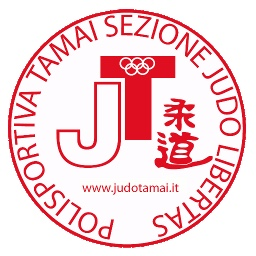 POLISPORTIVA TAMAI SEZIONE JUDO LIBERTAS
JT
柔道
www.judotamai.it